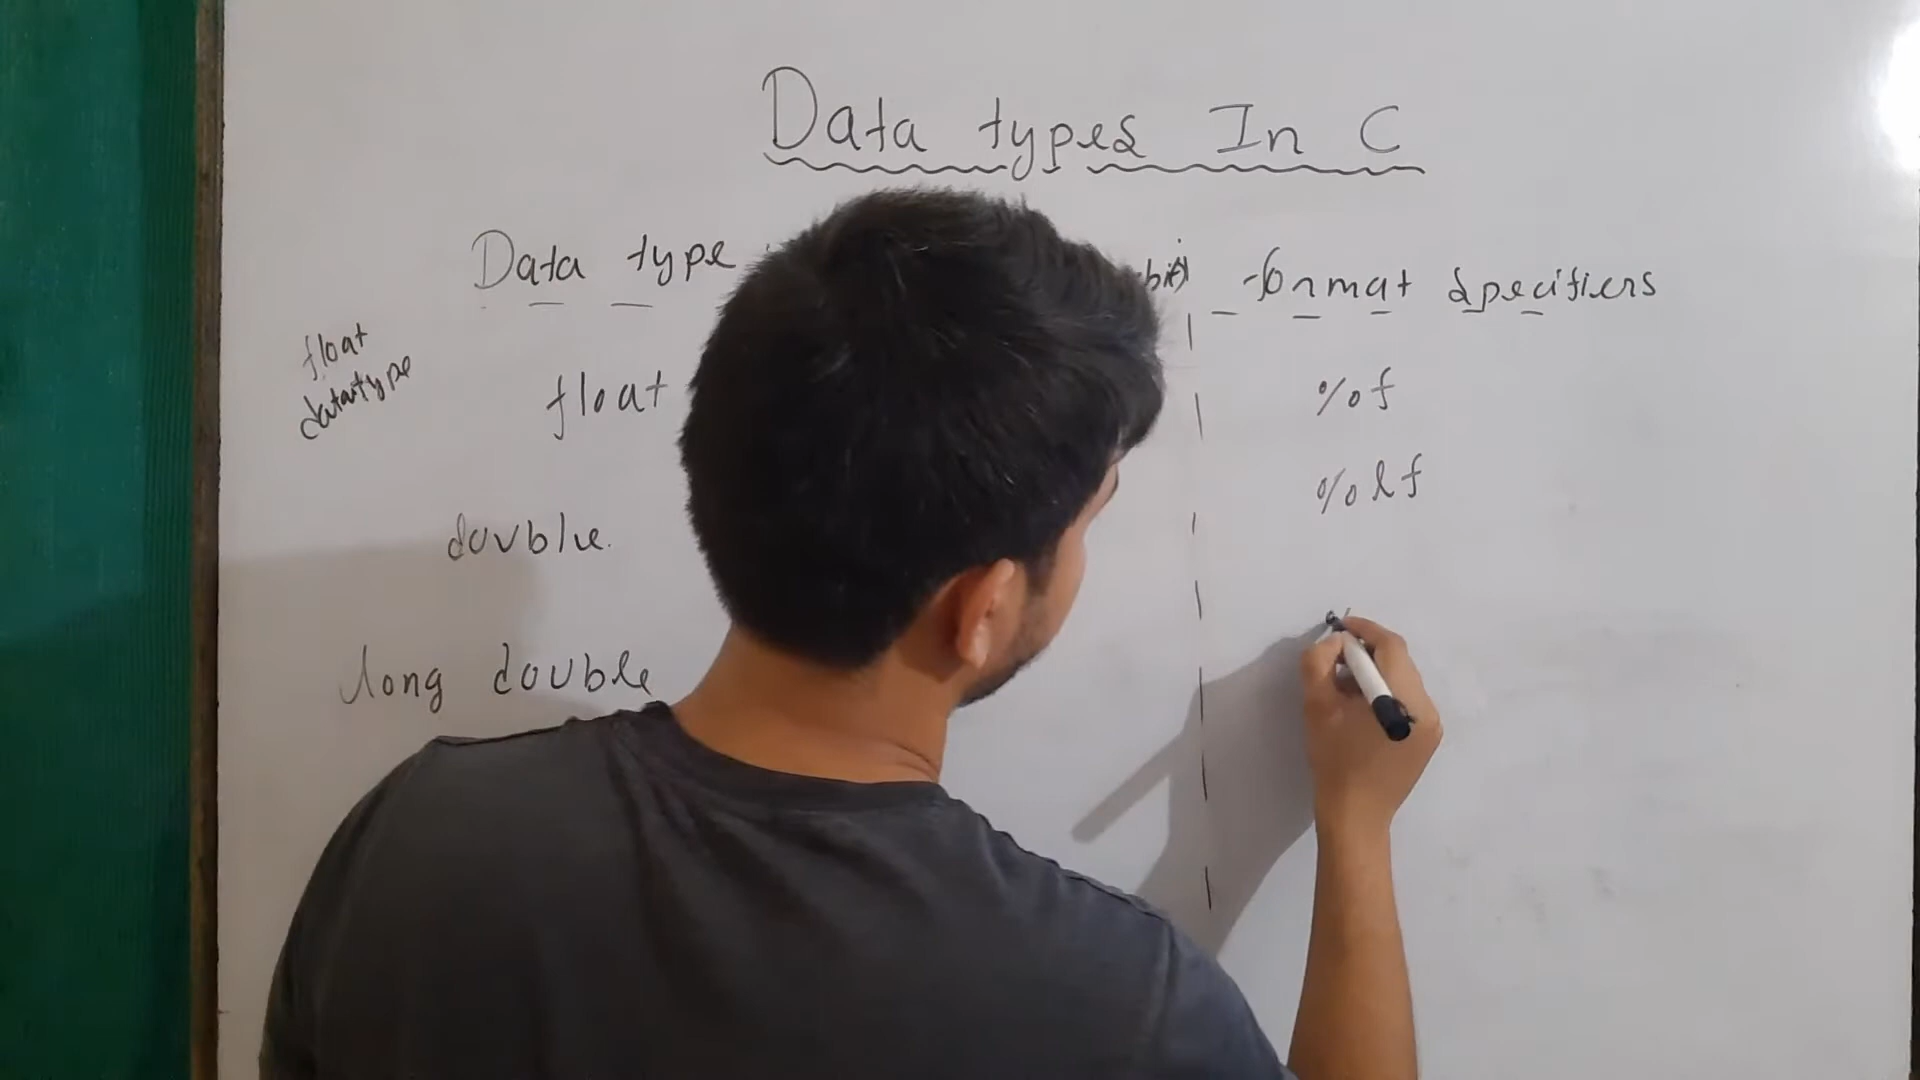 Data types In C
Data type
format specifiers
float
datatype
float
%f
%lf
double.
long double